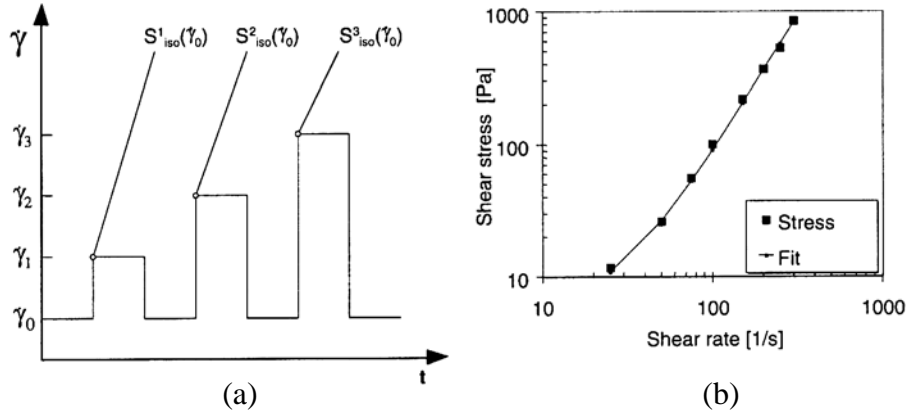 γ̇
S¹iso(γ̇₀)
S²iso(γ̇₀)
S³iso(γ̇₀)
γ̇₃
γ̇₂
γ̇₁
γ̇₀
t
(a)
Shear stress [Pa]
1000
100
10
Stress
Fit
10
100
1000
Shear rate [1/s]
(b)